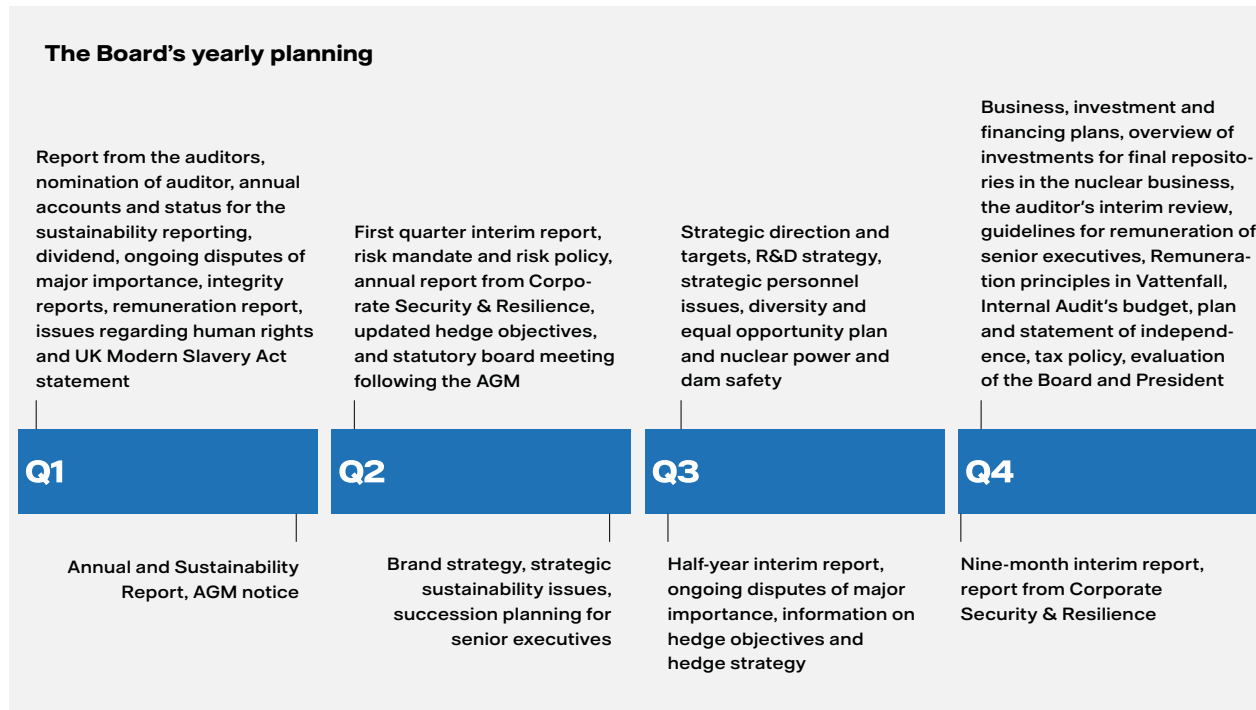 The Board's yearly planning
Report from the auditors,
nomination of auditor, annual
accounts and status for the
sustainability reporting,
dividend, ongoing disputes of
major importance, integrity
reports, remuneration report,
issues regarding human rights
and UK Modern Slavery Act
statement
First quarter interim report,
risk mandate and risk policy,
annual report from Corpo-
rate Security & Resilience,
updated hedge objectives,
and statutory board meeting
following the AGM
Strategic direction and
targets, R&D strategy,
strategic personnel
issues, diversity and
equal opportunity plan
and nuclear power and
dam safety
Business, investment and
financing plans, overview of
investments for final reposito-
ries in the nuclear business,
the auditor's interim review,
guidelines for remuneration of
senior executives, Remunera-
tion principles in Vattenfall,
Internal Audit's budget, plan
and statement of independ-
ence, tax policy, evaluation
of the Board and President
Q1
Q2
Q3
Q4
Annual and Sustainability
Report, AGM notice
Brand strategy, strategic
sustainability issues,
succession planning for
senior executives
Half-year interim report,
ongoing disputes of major
importance, information on
hedge objectives and
hedge strategy
Nine-month interim report,
report from Corporate
Security & Resilience